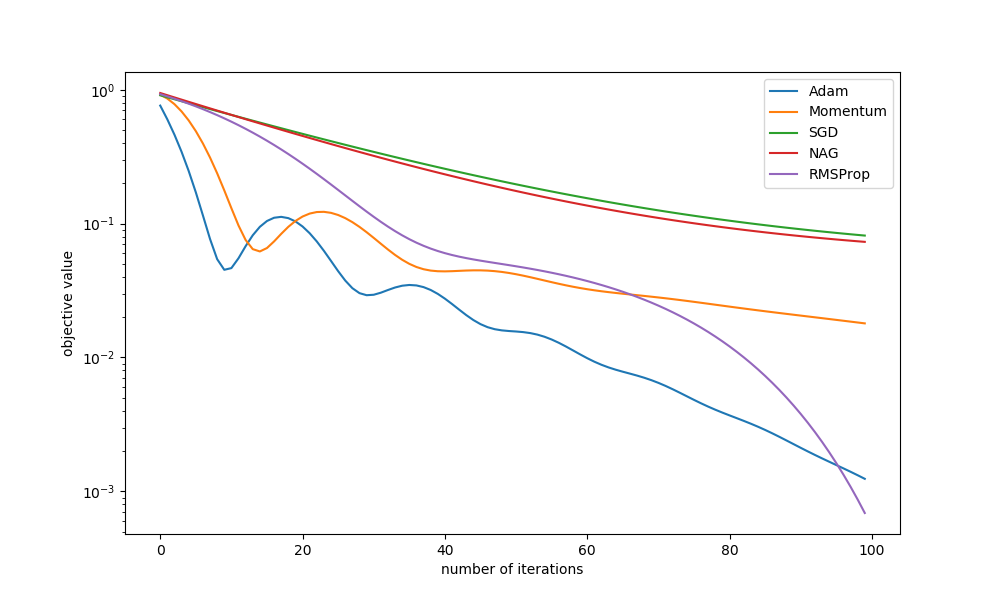 Adam
Momentum
SGD
NAG
RMSProp
10⁰
10⁻¹
10⁻²
10⁻³
objective value
0 20 40 60 80 100
number of iterations